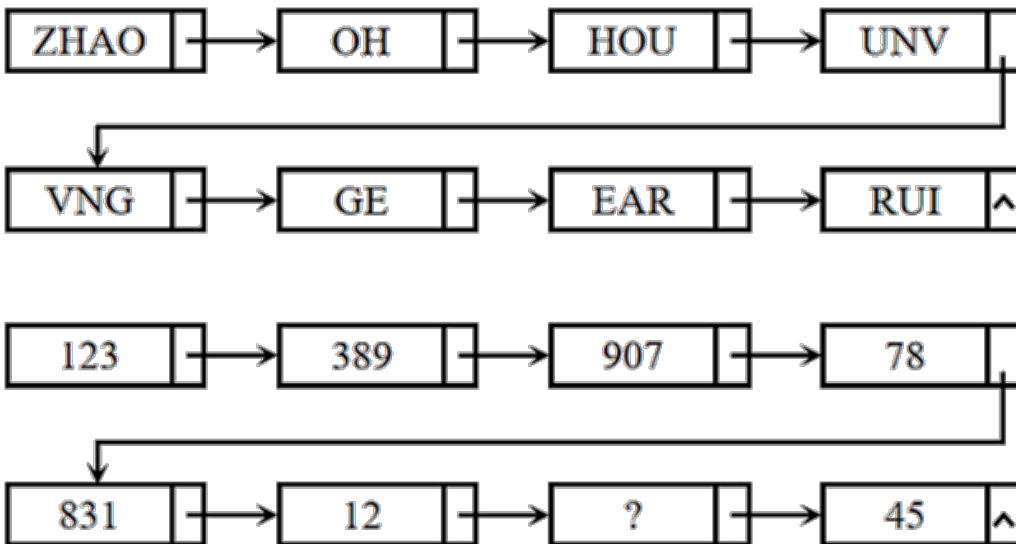 ZHAO OH HOU UNV
VNG GE EAR RUI ^
123 389 907 78
831 12 ? 45 ^